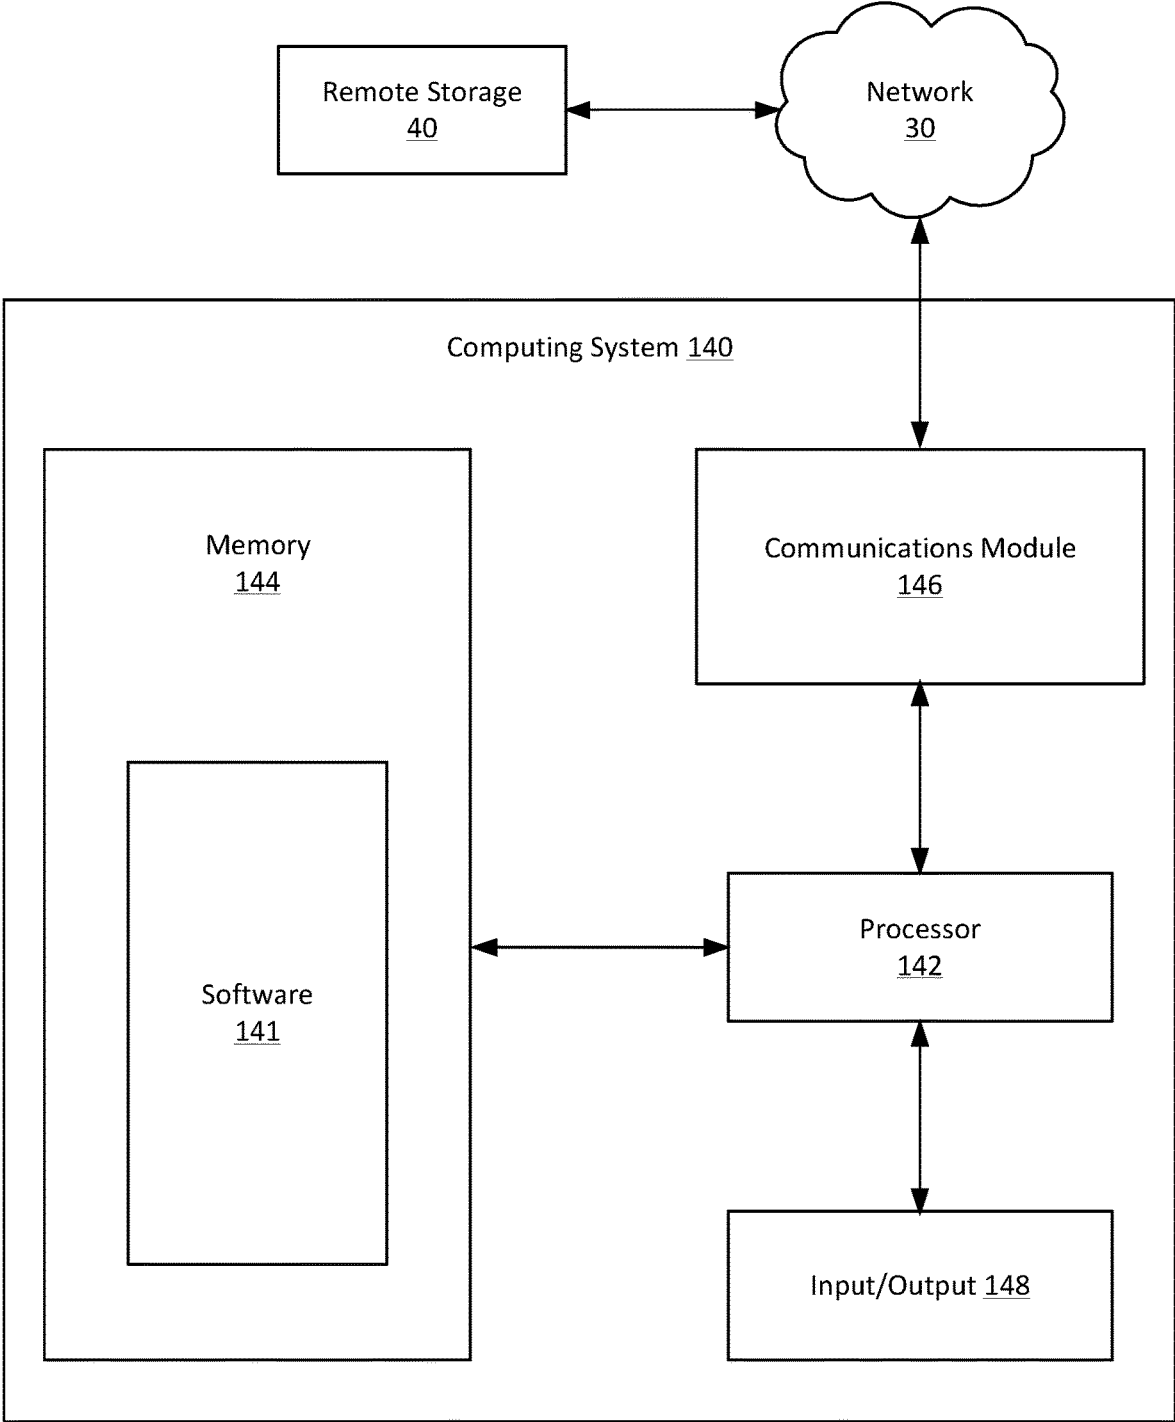 Remote Storage
40
Network
30
Computing System 140
Memory
144
Communications Module
146
Processor
142
Software
141
Input/Output 148